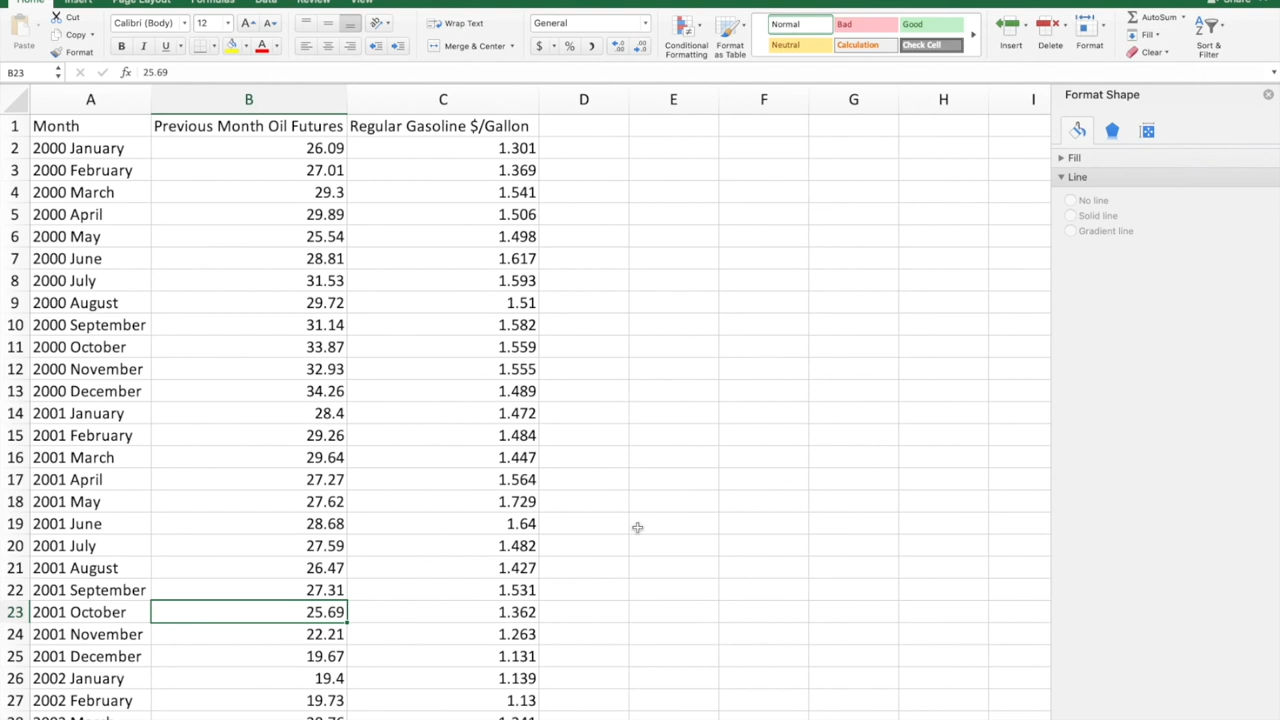 Home Insert Page Layout Formulas Data Review View Share
Cut Calibri (Body) 12 A A Wrap Text General Normal Bad Good AutoSum
Paste Copy Fill
Format B I U A Merge & Center $ % Conditional Formatting Format as Table Neutral Calculation Check Cell Insert Delete Format Clear Sort & Filter
B23 fx 25.69
A B C D E F G H I Format Shape
1 Month Previous Month Oil Futures Regular Gasoline $/Gallon
2 2000 January 26.09 1.301
Fill
3 2000 February 27.01 1.369
Line
4 2000 March 29.3 1.541
No line
5 2000 April 29.89 1.506
Solid line
Gradient line
6 2000 May 25.54 1.498
7 2000 June 28.81 1.617
8 2000 July 31.53 1.593
9 2000 August 29.72 1.51
10 2000 September 31.14 1.582
11 2000 October 33.87 1.559
12 2000 November 32.93 1.555
13 2000 December 34.26 1.489
14 2001 January 28.4 1.472
15 2001 February 29.26 1.484
16 2001 March 29.64 1.447
17 2001 April 27.27 1.564
18 2001 May 27.62 1.729
19 2001 June 28.68 1.64
20 2001 July 27.59 1.482
21 2001 August 26.47 1.427
22 2001 September 27.31 1.531
23 2001 October 25.69 1.362
24 2001 November 22.21 1.263
25 2001 December 19.67 1.131
26 2002 January 19.4 1.139
27 2002 February 19.73 1.13